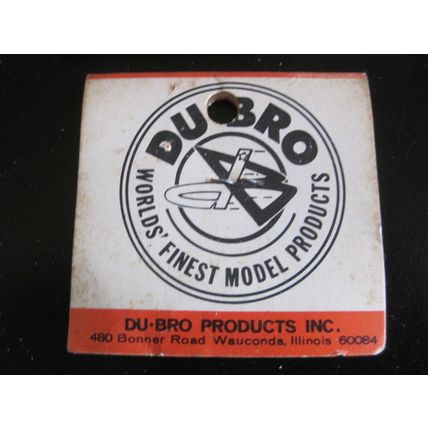 DU-BRO
WORLDS' FINEST MODEL PRODUCTS
DU·BRO PRODUCTS INC.
480 Bonner Road Wauconda, Illinois 60084